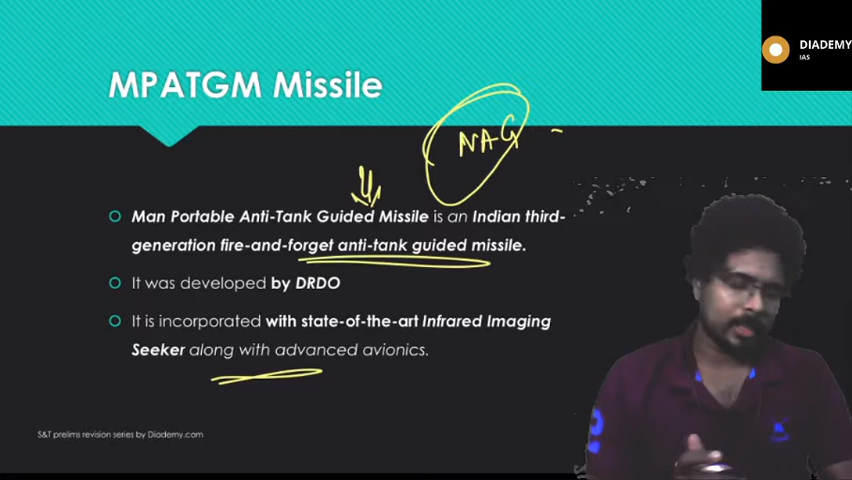 DIADEMY
IAS
MPATGM Missile
NAG -
Man Portable Anti-Tank Guided Missile is an Indian third-
generation fire-and-forget anti-tank guided missile.
It was developed by DRDO
It is incorporated with state-of-the-art Infrared Imaging
Seeker along with advanced avionics.
S&T prelims revision series by Diademy.com